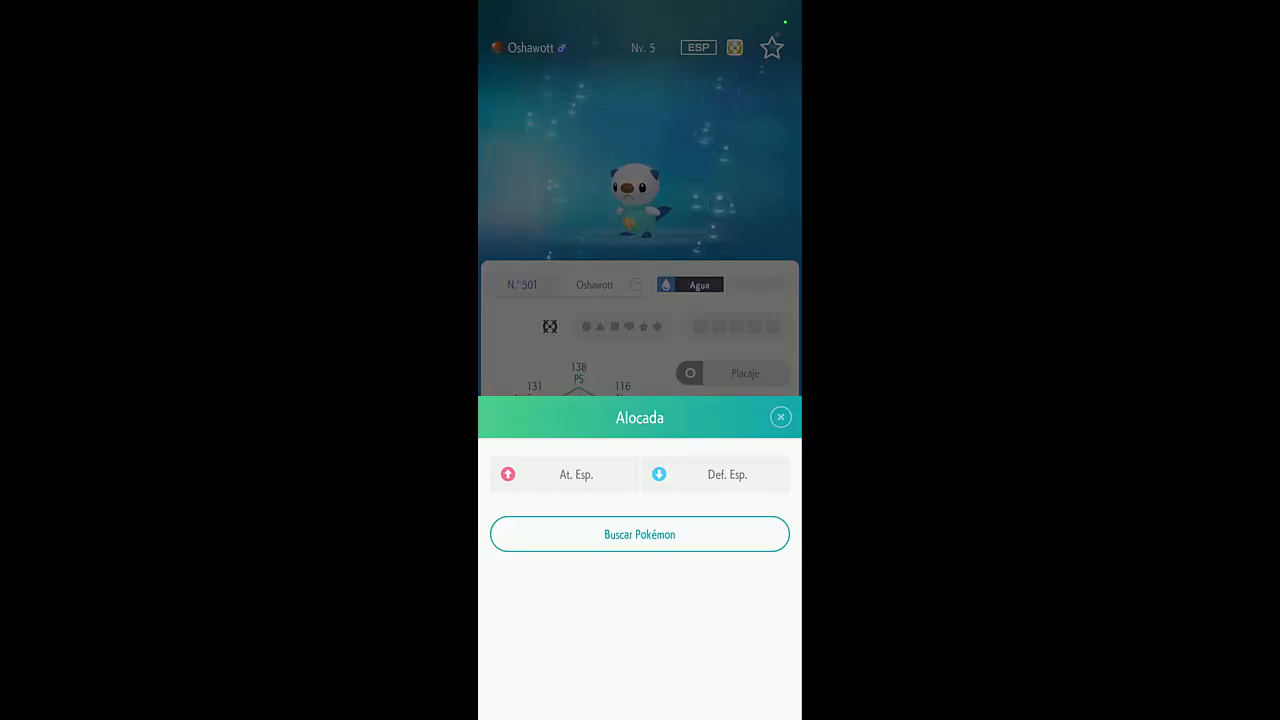 Oshawott ♂ Nv. 5 ESP
N.° 501 Oshawott Agua
138
PS
131 116
Placaje
Alocada
At. Esp. Def. Esp.
Buscar Pokémon